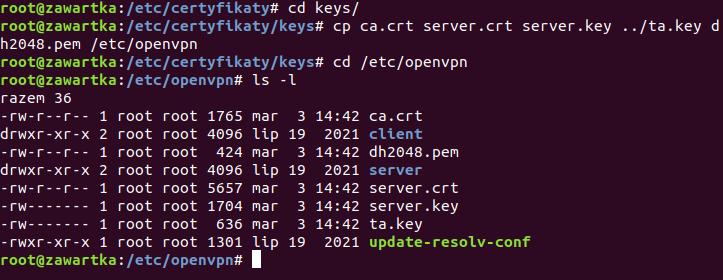 root@zawartka:/etc/certyfikaty# cd keys/
root@zawartka:/etc/certyfikaty/keys# cp ca.crt server.crt server.key ../ta.key d
h2048.pem /etc/openvpn
root@zawartka:/etc/certyfikaty/keys# cd /etc/openvpn
root@zawartka:/etc/openvpn# ls -l
razem 36
-rw-r--r-- 1 root root 1765 mar  3 14:42 ca.crt
drwxr-xr-x 2 root root 4096 lip 19  2021 client
-rw-r--r-- 1 root root  424 mar  3 14:42 dh2048.pem
drwxr-xr-x 2 root root 4096 lip 19  2021 server
-rw-r--r-- 1 root root 5657 mar  3 14:42 server.crt
-rw------- 1 root root 1704 mar  3 14:42 server.key
-rw------- 1 root root  636 mar  3 14:42 ta.key
-rwxr-xr-x 1 root root 1301 lip 19  2021 update-resolv-conf
root@zawartka:/etc/openvpn#